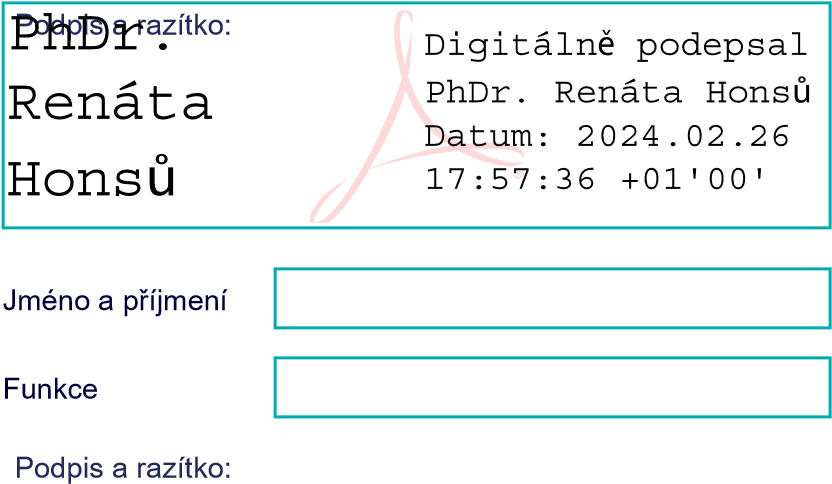 Podpis a razítko:
PhDr.
Renáta
Honsů
Digitálně podepsal
PhDr. Renáta Honsů
Datum: 2024.02.26
17:57:36 +01'00'
Jméno a příjmení
Funkce
Podpis a razítko: